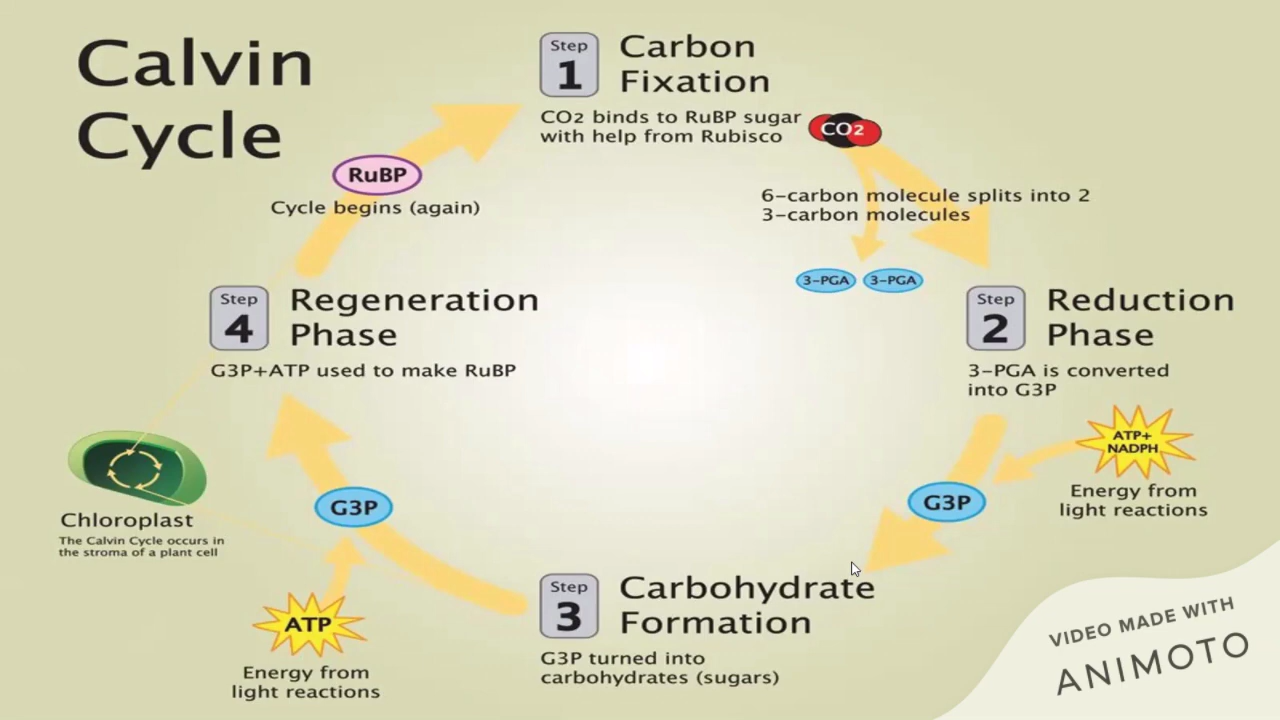 Calvin
Cycle
Step
1
Carbon
Fixation
CO2 binds to RuBP sugar
with help from Rubisco
CO2
6-carbon molecule splits into 2
3-carbon molecules
3-PGA
3-PGA
Step
2
Reduction
Phase
3-PGA is converted
into G3P
ATP+
NADPH
Energy from
light reactions
G3P
Step
3
Carbohydrate
Formation
G3P turned into
carbohydrates (sugars)
G3P
ATP
Energy from
light reactions
Step
4
Regeneration
Phase
G3P+ATP used to make RuBP
Chloroplast
The Calvin Cycle occurs in
the stroma of a plant cell
RuBP
Cycle begins (again)
VIDEO MADE WITH
ANIMOTO